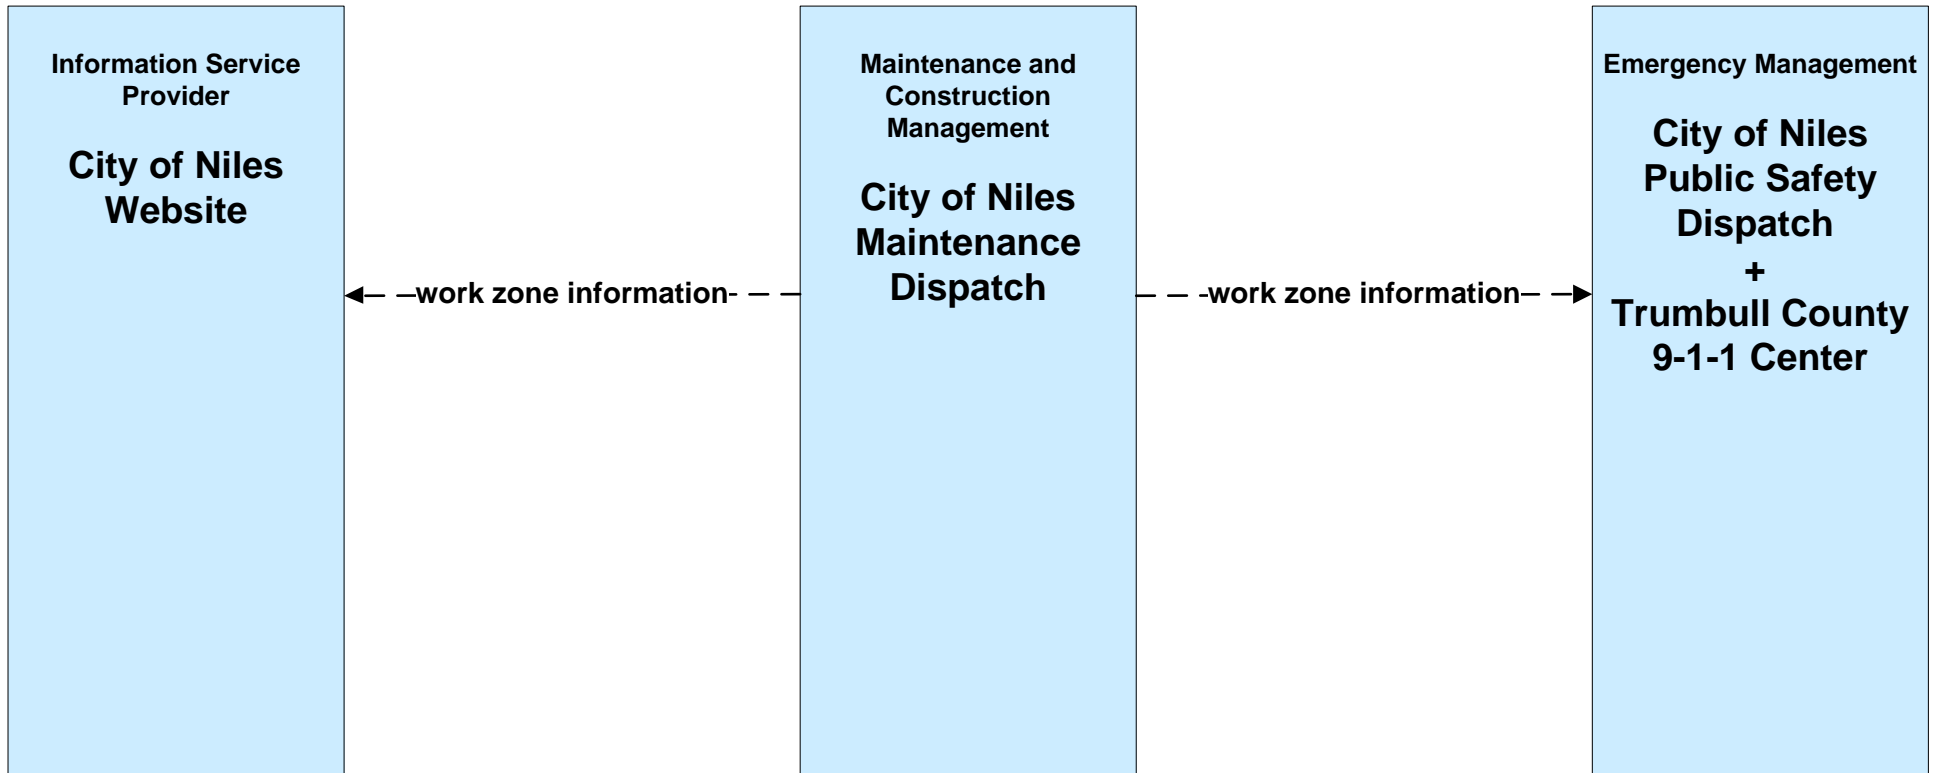 Information Service
Provider
City of Niles
Website
work zone information
Maintenance and
Construction
Management
City of Niles
Maintenance
Dispatch
work zone information
Emergency Management
City of Niles
Public Safety
Dispatch
+
Trumbull County
9-1-1 Center